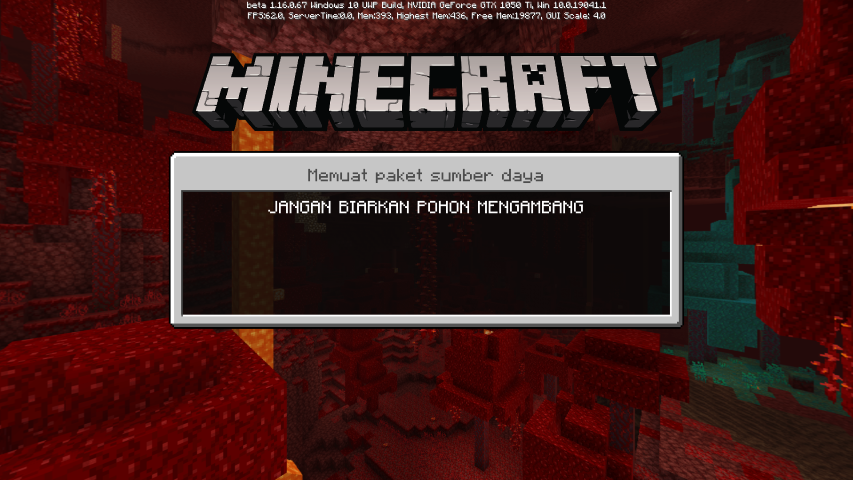 beta 1.16.0.67 Windows 10 UWP Build, NVIDIA GeForce GTX 1050 Ti, Win 10.0.19041.1
FPS:62.0, ServerTime:0.0, Mem:393, Highest Mem:436, Free Mem:19877, GUI Scale: 4.0
MINECRAFT
Memuat paket sumber daya
JANGAN BIARKAN POHON MENGAMBANG